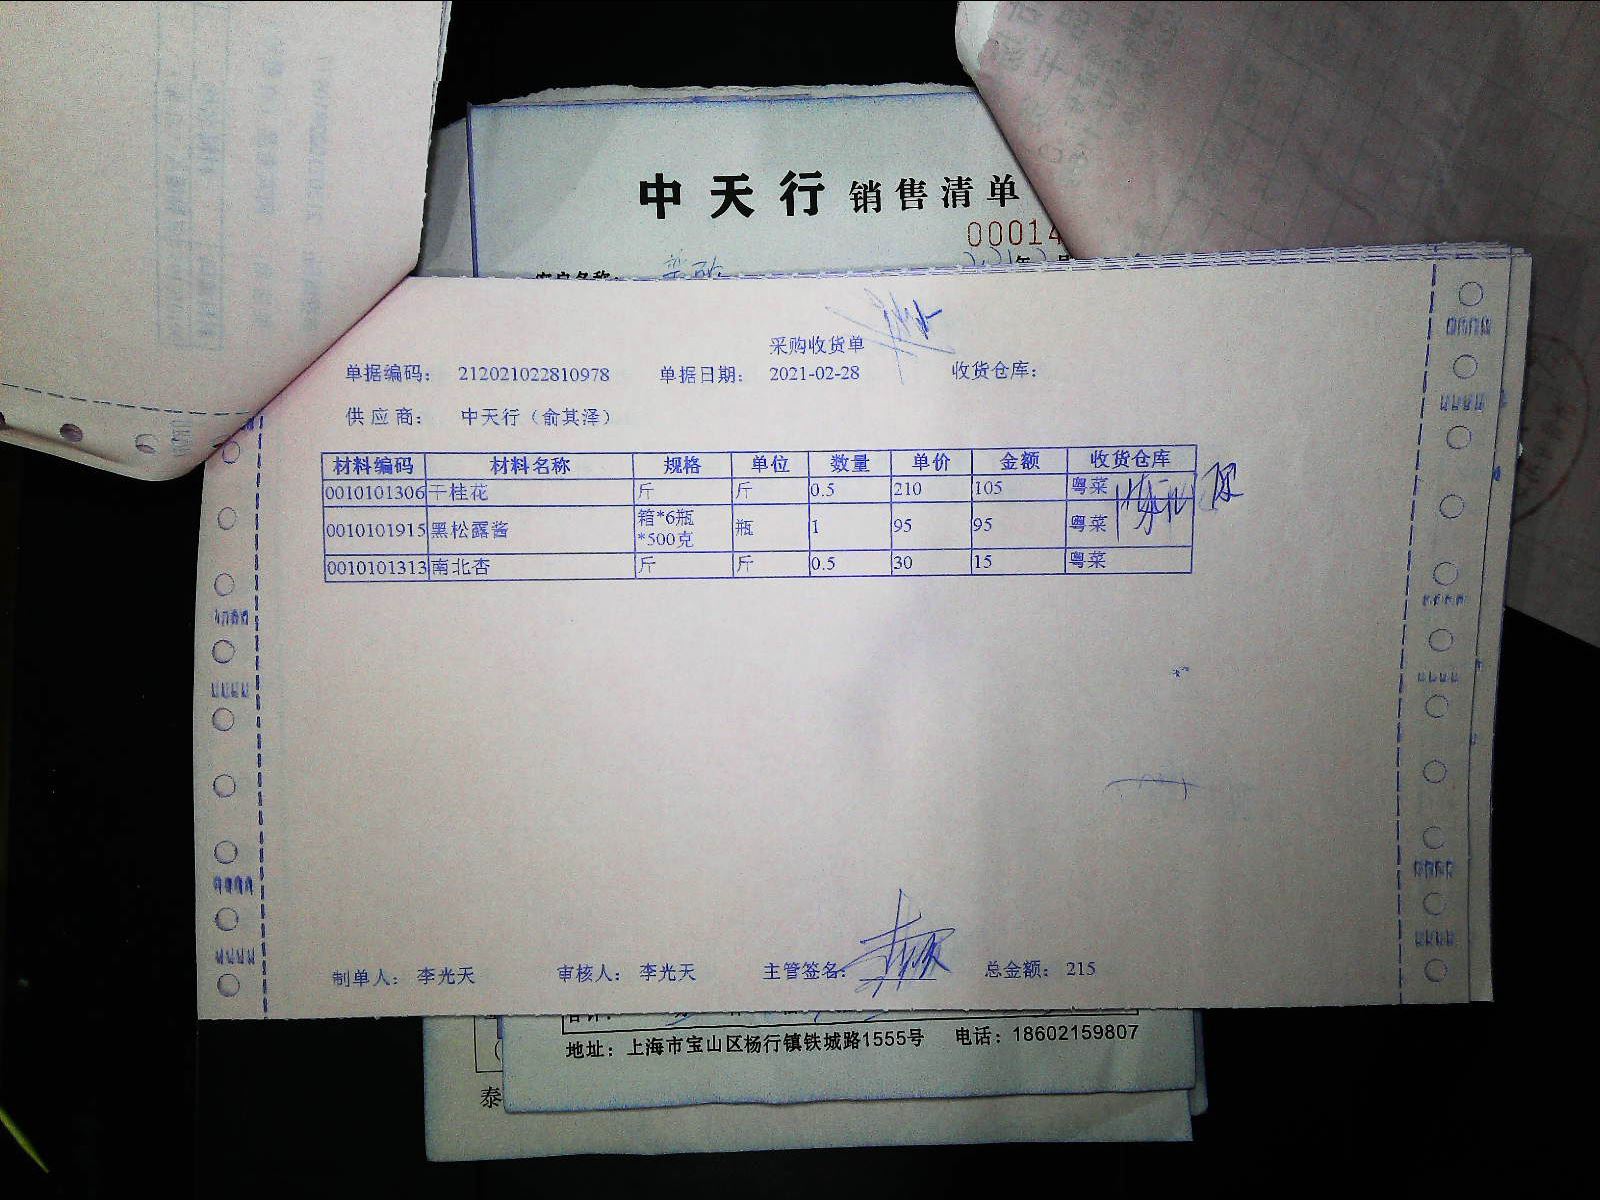 中天行 销售清单
00014
客户名称：
采购收货单
单据编码： 212021022810978 单据日期： 2021-02-28 收货仓库：
供应商： 中天行（俞其泽）
材料编码 材料名称 规格 单位 数量 单价 金额 收货仓库
0010101306 干桂花 斤 斤 0.5 210 105 粤菜
0010101915 黑松露酱 箱*6瓶*500克 瓶 1 95 95 粤菜
0010101313 南北杏 斤 斤 0.5 30 15 粤菜
制单人： 李光天 审核人： 李光天 主管签名： 总金额： 215
地址：上海市宝山区杨行镇铁城路1555号 电话：18602159807
泰